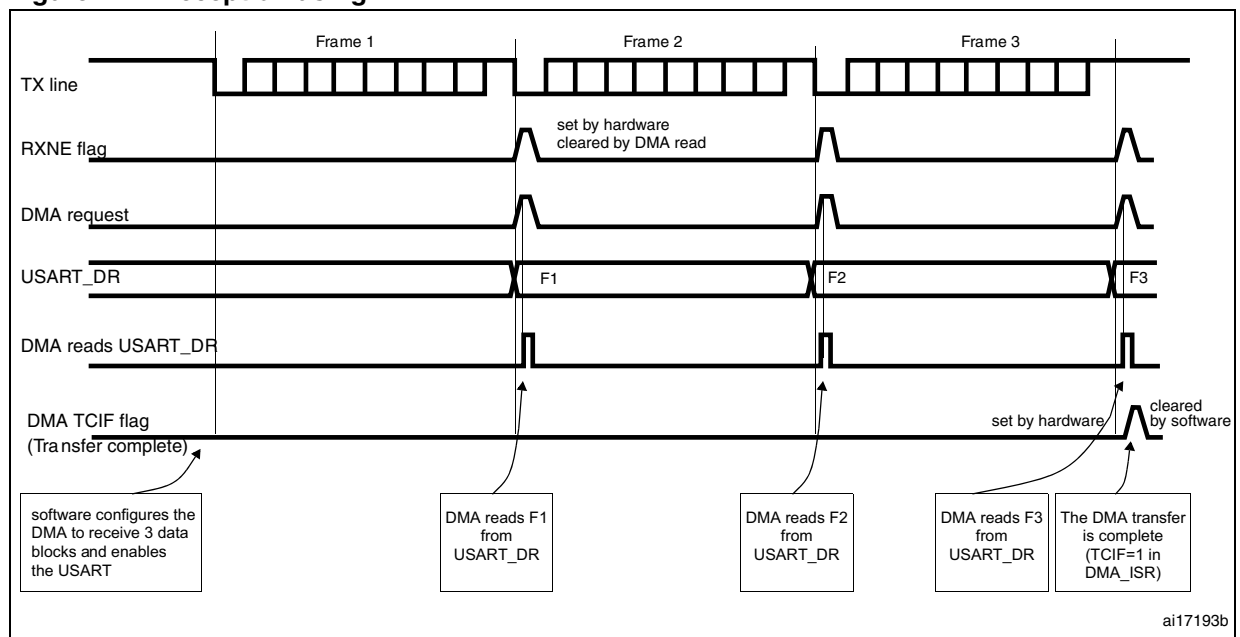 Frame 1
Frame 2
Frame 3
TX line
set by hardware
cleared by DMA read
RXNE flag
DMA request
USART_DR
F1
F2
F3
DMA reads USART_DR
DMA TCIF flag
(Transfer complete)
set by hardware
cleared
by software
software configures the
DMA to receive 3 data
blocks and enables
the USART
DMA reads F1
from
USART_DR
DMA reads F2
from
USART_DR
DMA reads F3
from
USART_DR
The DMA transfer
is complete
(TCIF=1 in
DMA_ISR)
ai17193b